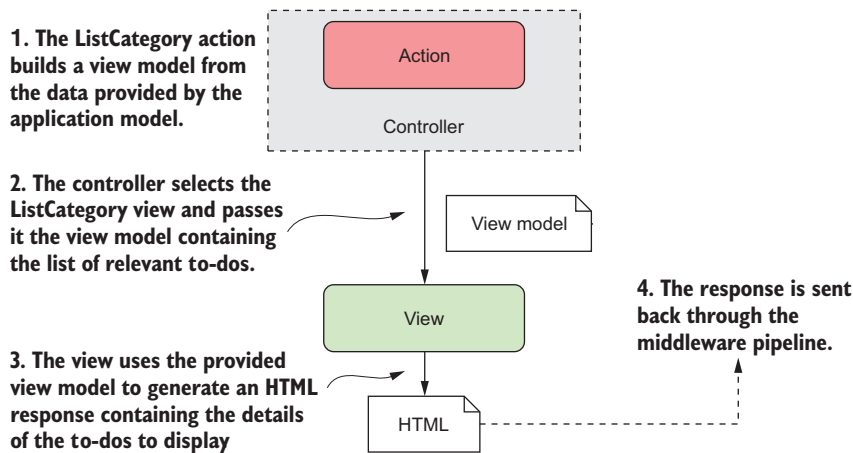 1. The ListCategory action
builds a view model from
the data provided by the
application model.
Action
Controller
2. The controller selects the
ListCategory view and passes
it the view model containing
the list of relevant to-dos.
View model
View
4. The response is sent
back through the
middleware pipeline.
3. The view uses the provided
view model to generate an HTML
response containing the details
of the to-dos to display
HTML